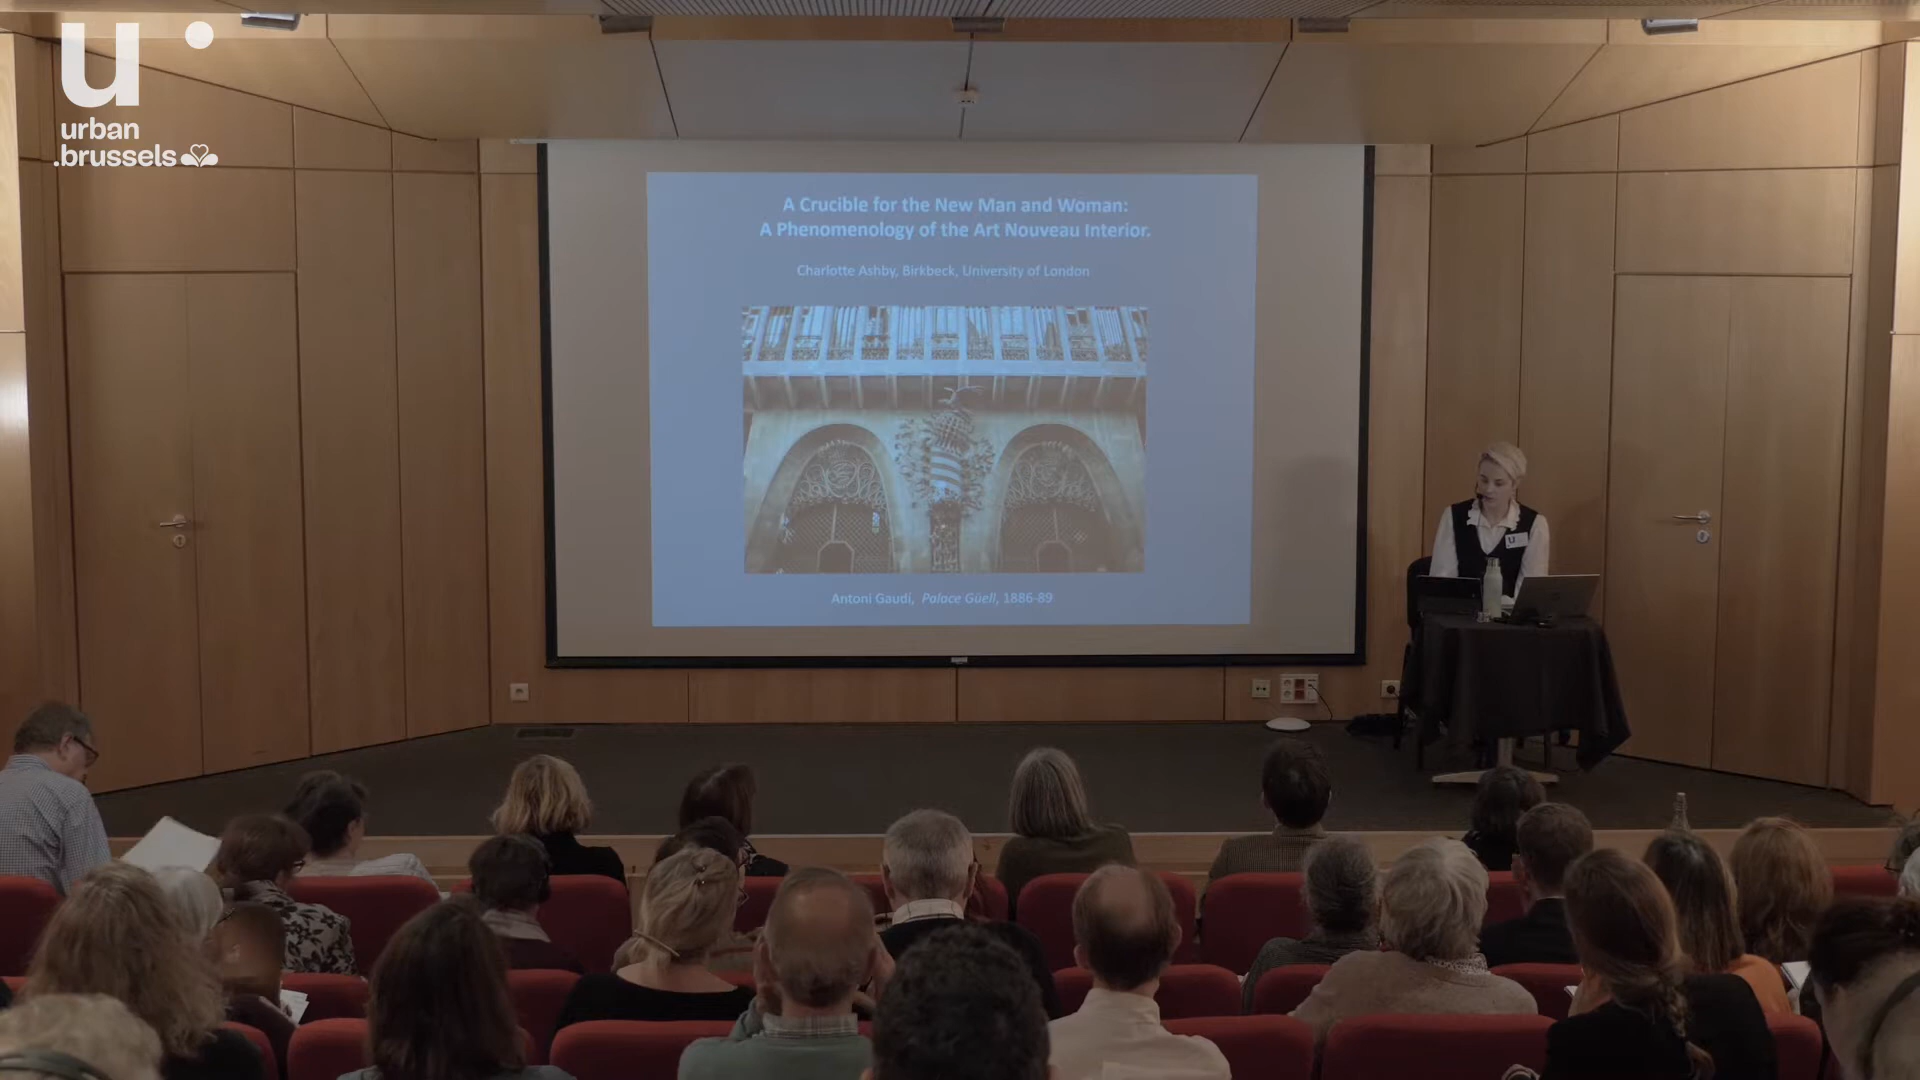 u
urban
.brussels
A Crucible for the New Man and Woman:
A Phenomenology of the Art Nouveau Interior.
Charlotte Ashby, Birkbeck, University of London
Antoni Gaudi, Palace Güell, 1886-89
u